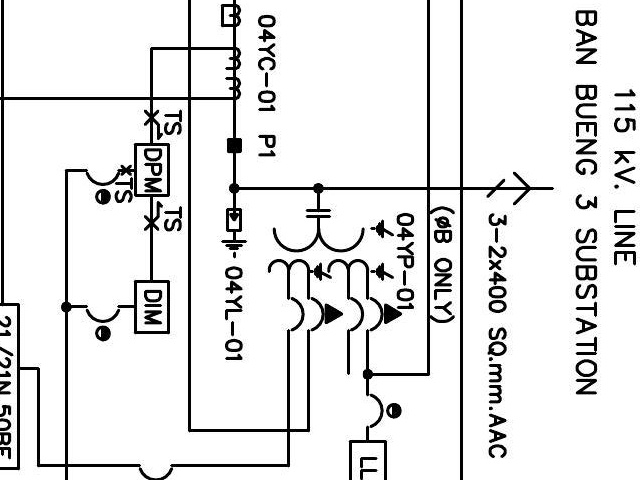 115 kV. LINE
BAN BUENG 3 SUBSTATION
3-2x400 SQ.mm.AAC
(øB ONLY)
04YP-01
04YC-01 P1
04YL-01
TS
DPM
TS
TS
DIM
LL
21/21N 50BF